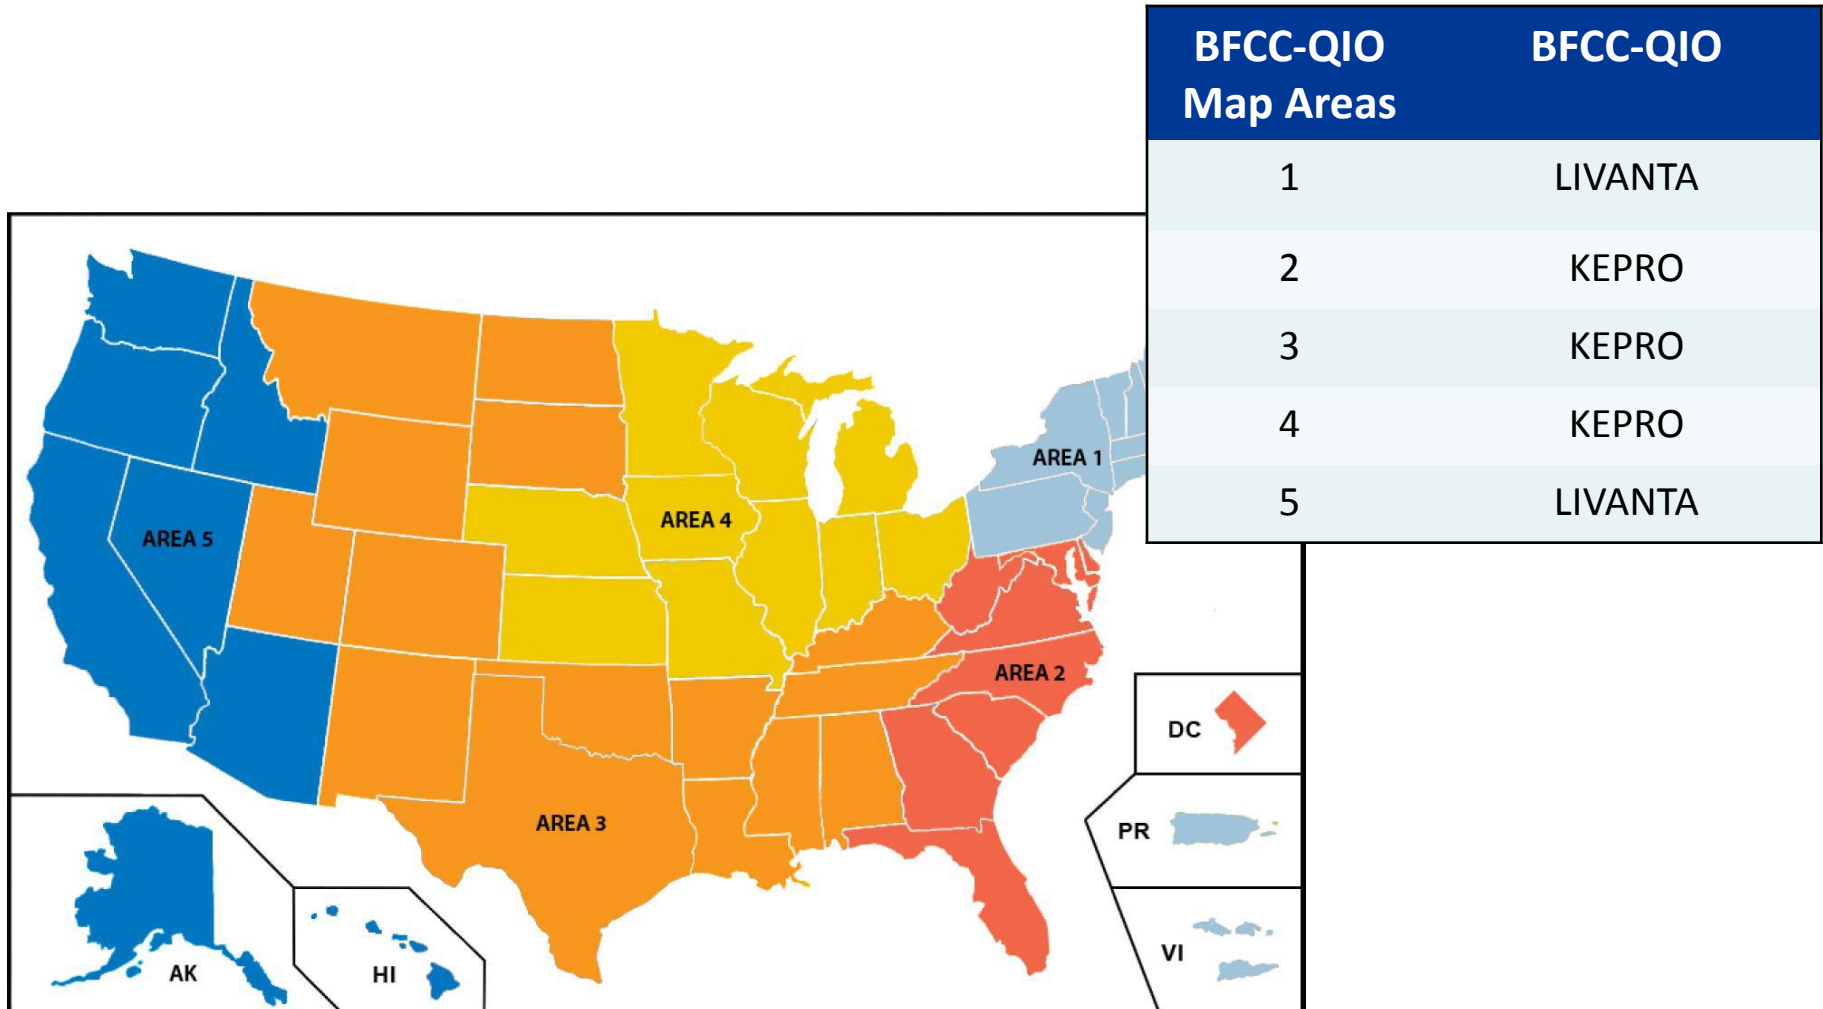 BFCC-QIO BFCC-QIO
Map Areas
1 LIVANTA
2 KEPRO
3 KEPRO
4 KEPRO
5 LIVANTA
AREA 1
AREA 4
AREA 5
AREA 2
DC
AREA 3
PR
VI
AK
HI